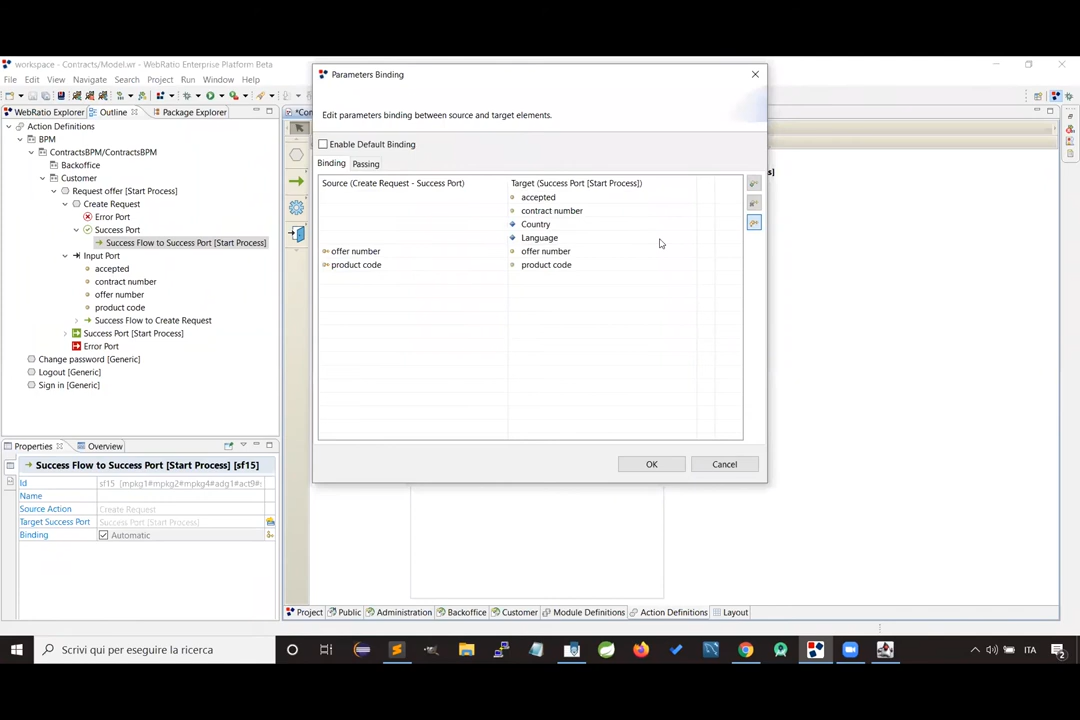 workspace - Contracts/Model.wr - WebRatio Enterprise Platform Beta
File Edit View Navigate Search Project Run Window Help
WebRatio Explorer Outline Package Explorer
Action Definitions
BPM
ContractsBPM/ContractsBPM
Backoffice
Customer
Request offer [Start Process]
Create Request
Error Port
Success Port
Success Flow to Success Port [Start Process]
Input Port
accepted
contract number
offer number
product code
Success Flow to Create Request
Success Port [Start Process]
Error Port
Change password [Generic]
Logout [Generic]
Sign in [Generic]
Properties Overview
Success Flow to Success Port [Start Process] [sf15]
Id sf15 [mpkg1#mpkg2#mpkg4#adg1#act9#s
Name
Source Action Create Request
Target Success Port Success Port [Start Process]
Binding Automatic
Parameters Binding
Edit parameters binding between source and target elements.
Enable Default Binding
Binding Passing
Source (Create Request - Success Port) Target (Success Port [Start Process])
accepted
contract number
Country
Language
offer number offer number
product code product code
OK Cancel
Project Public Administration Backoffice Customer Module Definitions Action Definitions Layout
Scrivi qui per eseguire la ricerca
ITA
2